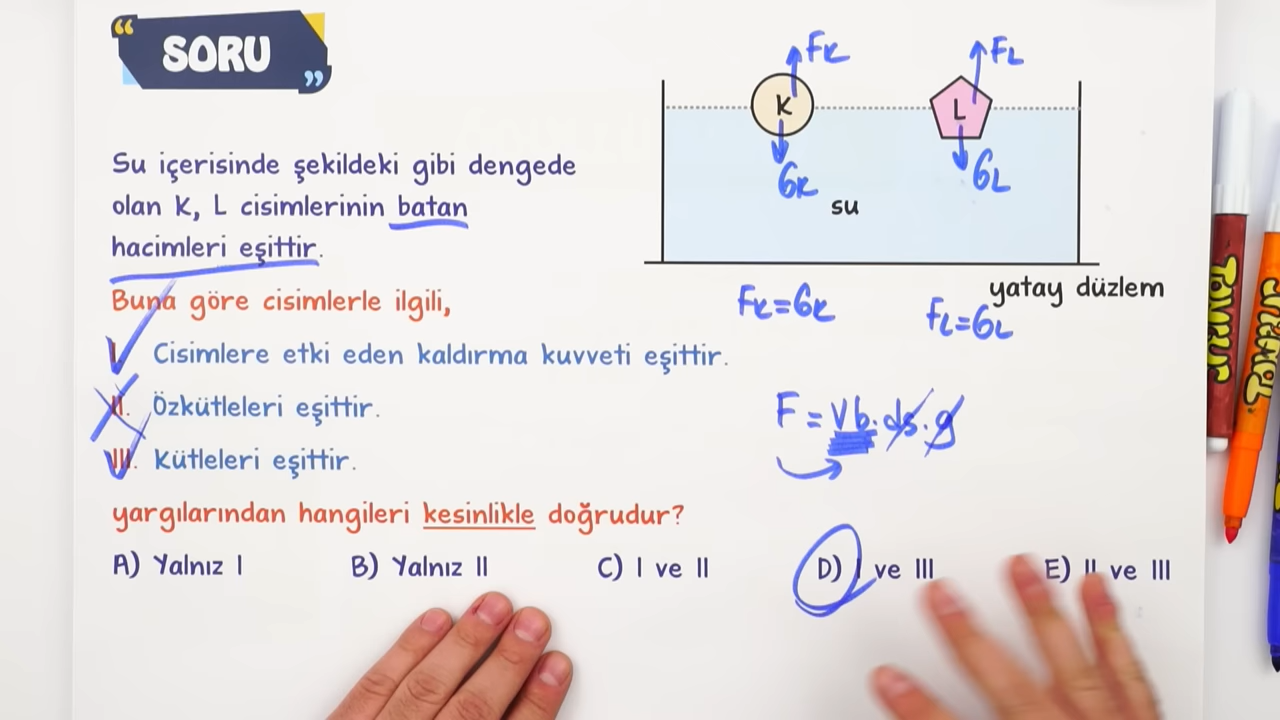 “ SORU ”
Su içerisinde şekildeki gibi dengede
olan K, L cisimlerinin batan
hacimleri eşittir.
Buna göre cisimlerle ilgili,
I. Cisimlere etki eden kaldırma kuvveti eşittir.
II. Özkütleleri eşittir.
III. Kütleleri eşittir.
yargılarından hangileri kesinlikle doğrudur?
A) Yalnız I
B) Yalnız II
C) I ve II
D) I ve III
E) II ve III
FK
FL
K
L
GK
GL
su
yatay düzlem
FK=GK
FL=GL
F = Vb.ds.g